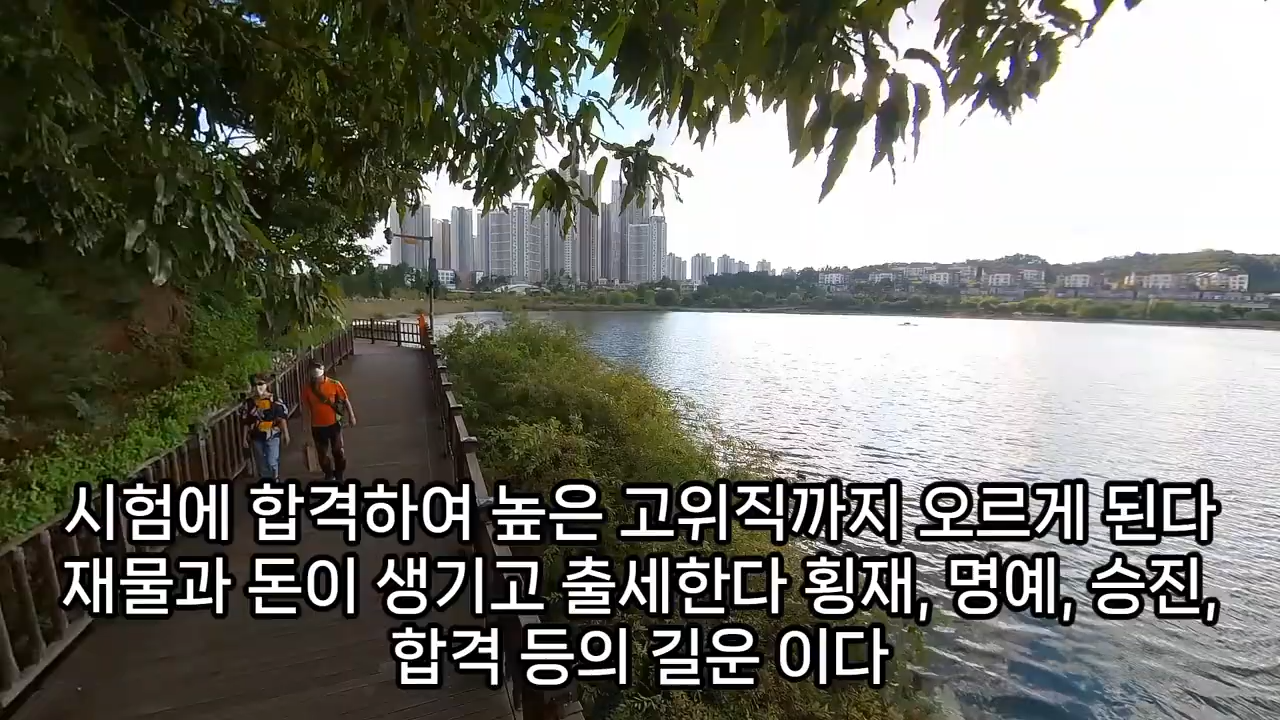 시험에 합격하여 높은 고위직까지 오르게 된다
재물과 돈이 생기고 출세한다 횡재, 명예, 승진,
합격 등의 길운 이다